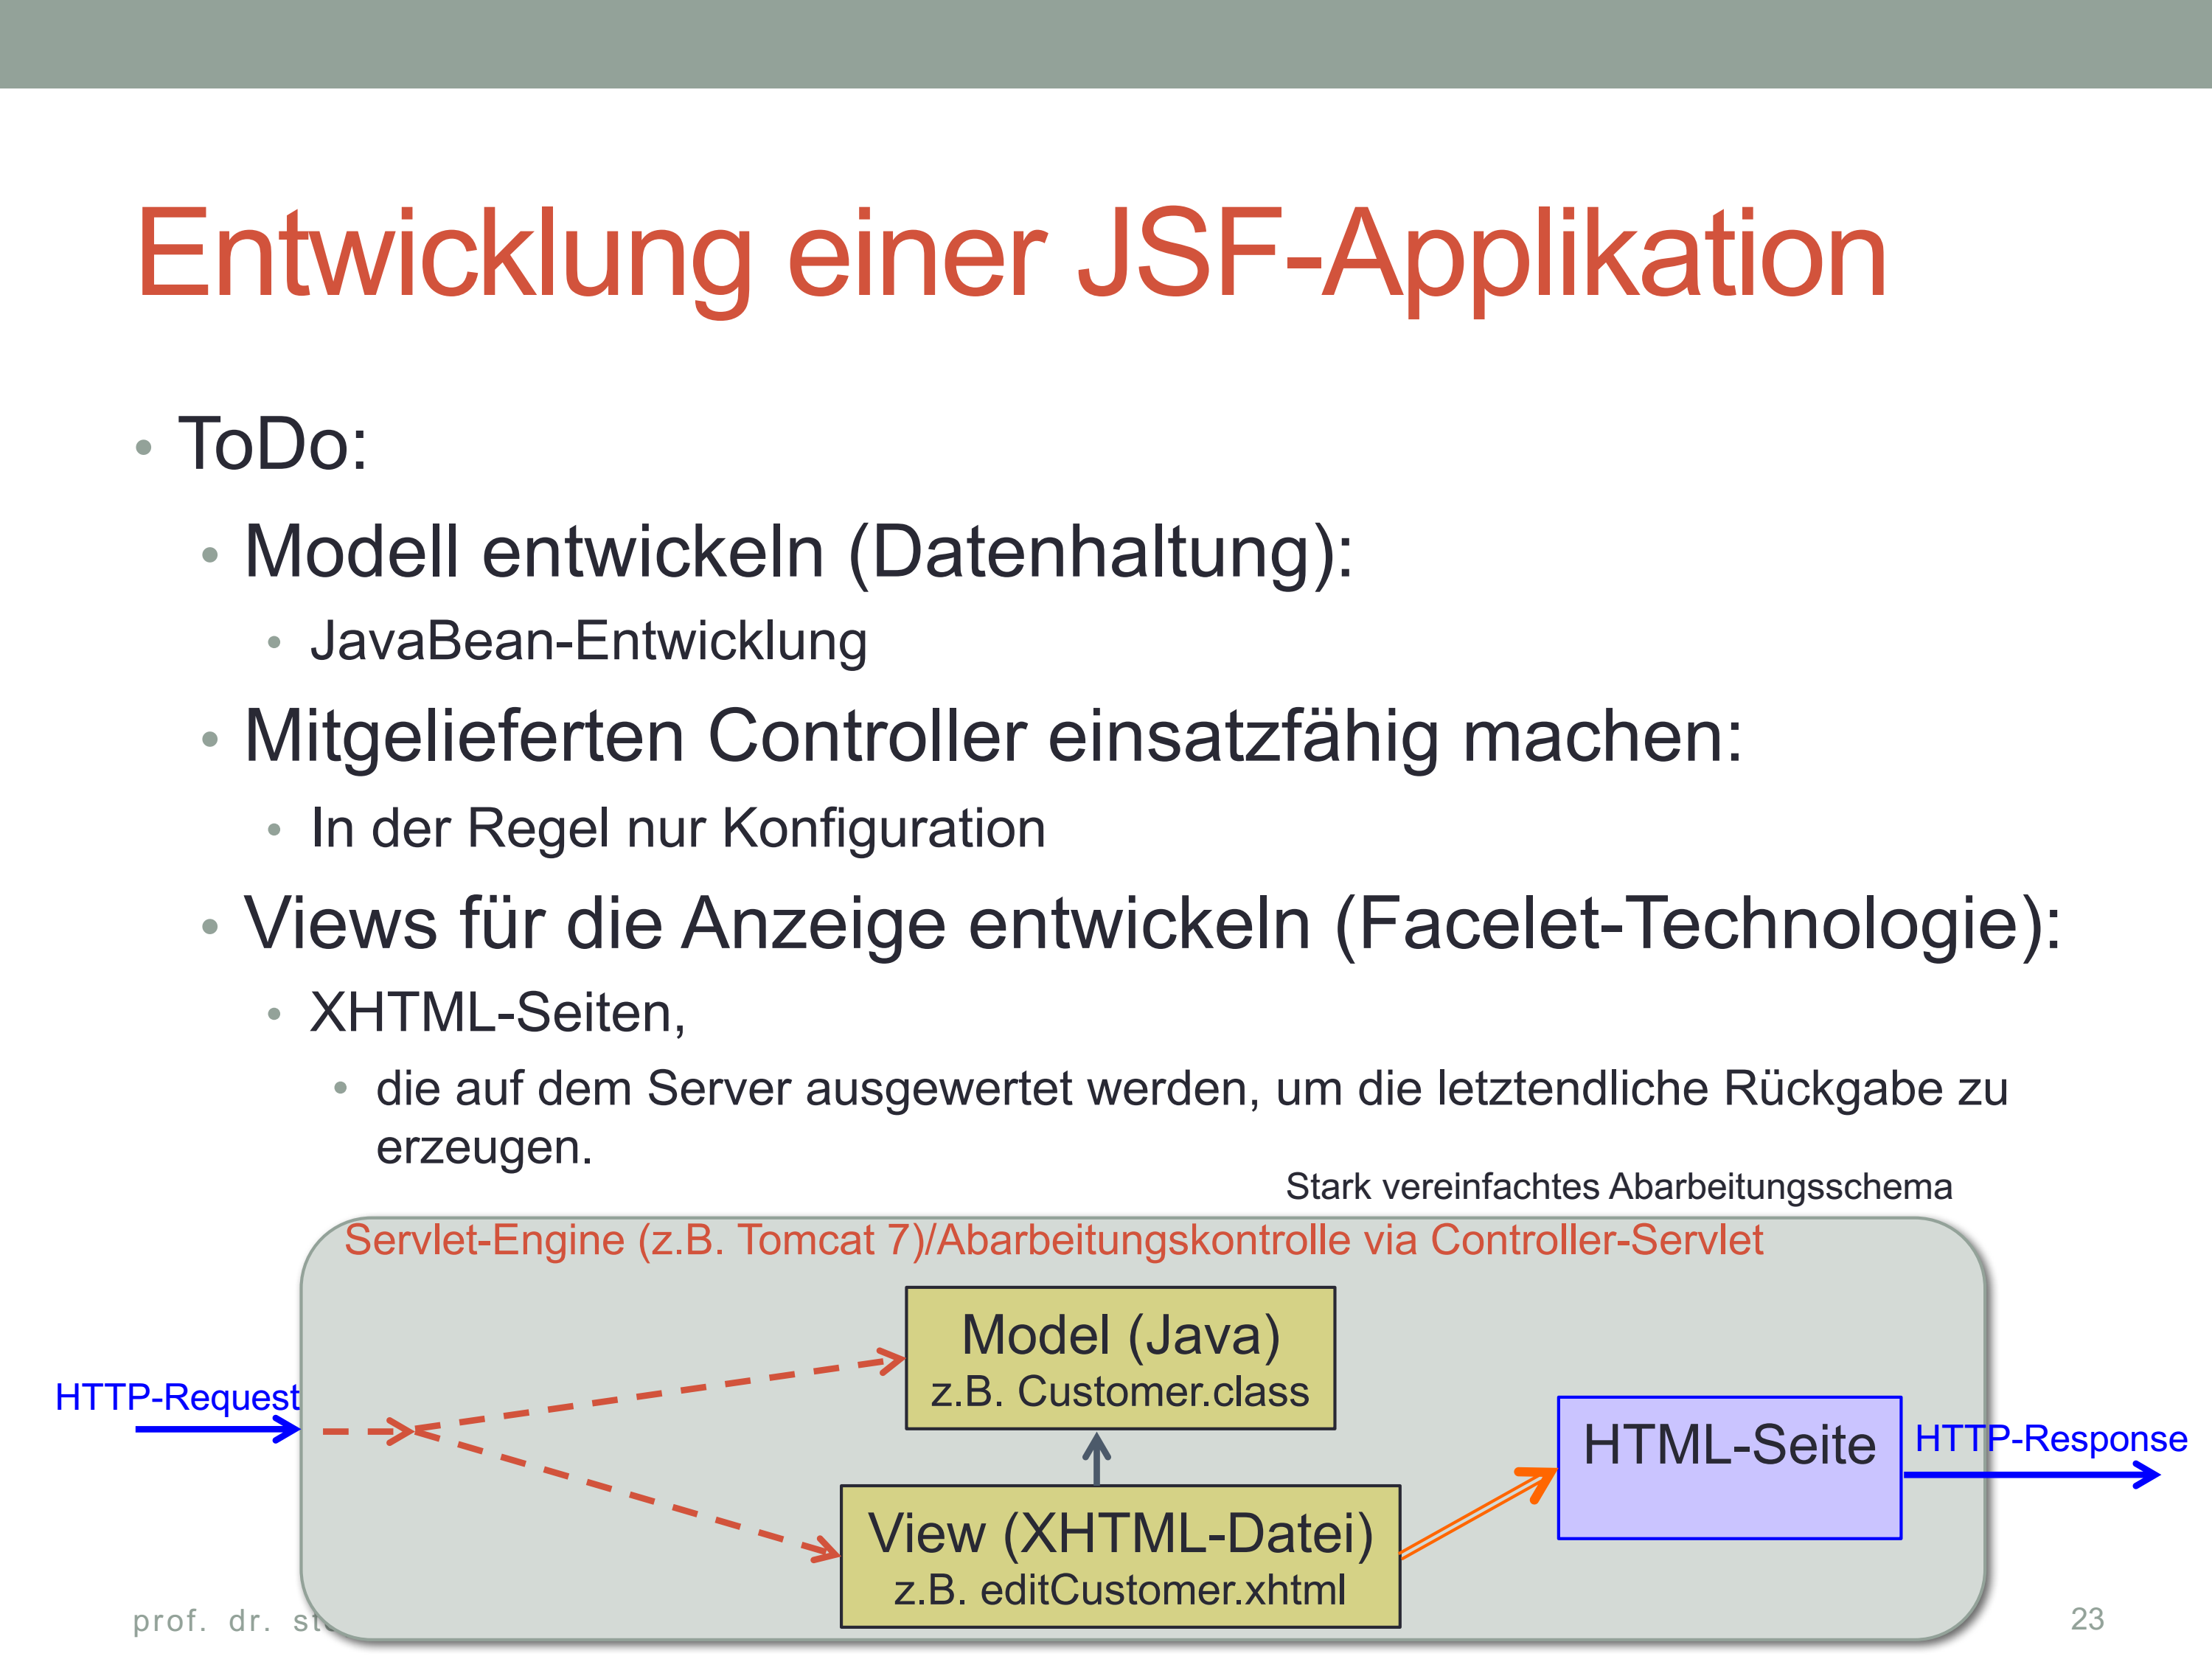 Entwicklung einer JSF-Applikation
• ToDo:
• Modell entwickeln (Datenhaltung):
• JavaBean-Entwicklung
• Mitgelieferten Controller einsatzfähig machen:
• In der Regel nur Konfiguration
• Views für die Anzeige entwickeln (Facelet-Technologie):
• XHTML-Seiten,
• die auf dem Server ausgewertet werden, um die letztendliche Rückgabe zu
erzeugen.
Stark vereinfachtes Abarbeitungsschema
Servlet-Engine (z.B. Tomcat 7)/Abarbeitungskontrolle via Controller-Servlet
Model (Java)
z.B. Customer.class
HTTP-Request
HTML-Seite
HTTP-Response
View (XHTML-Datei)
z.B. editCustomer.xhtml
prof. dr.
23